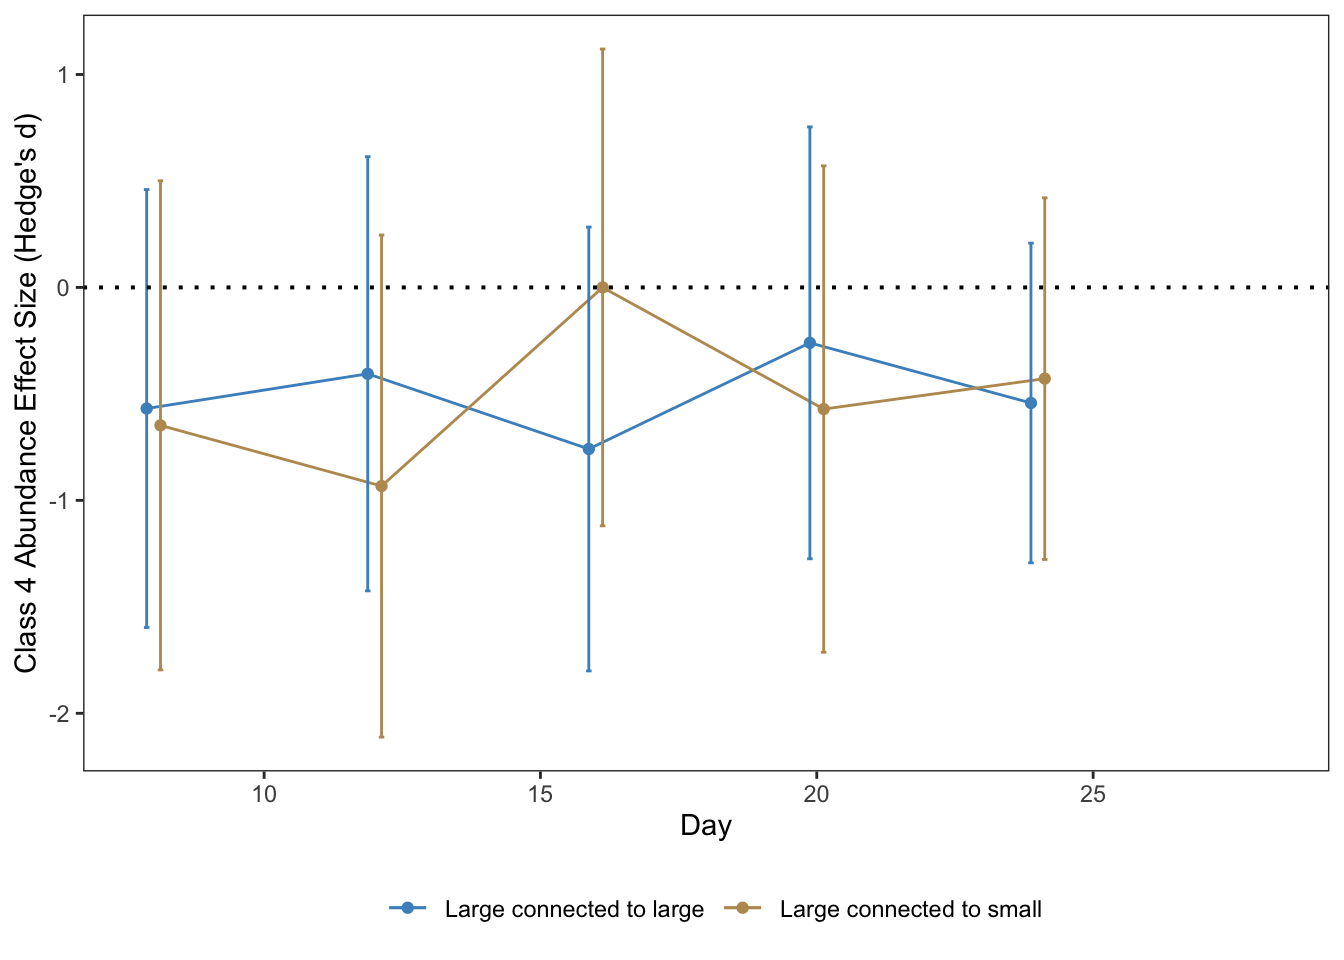 Class 4 Abundance Effect Size (Hedge's d)
1
0
-1
-2
10 15 20 25
Day
Large connected to large Large connected to small